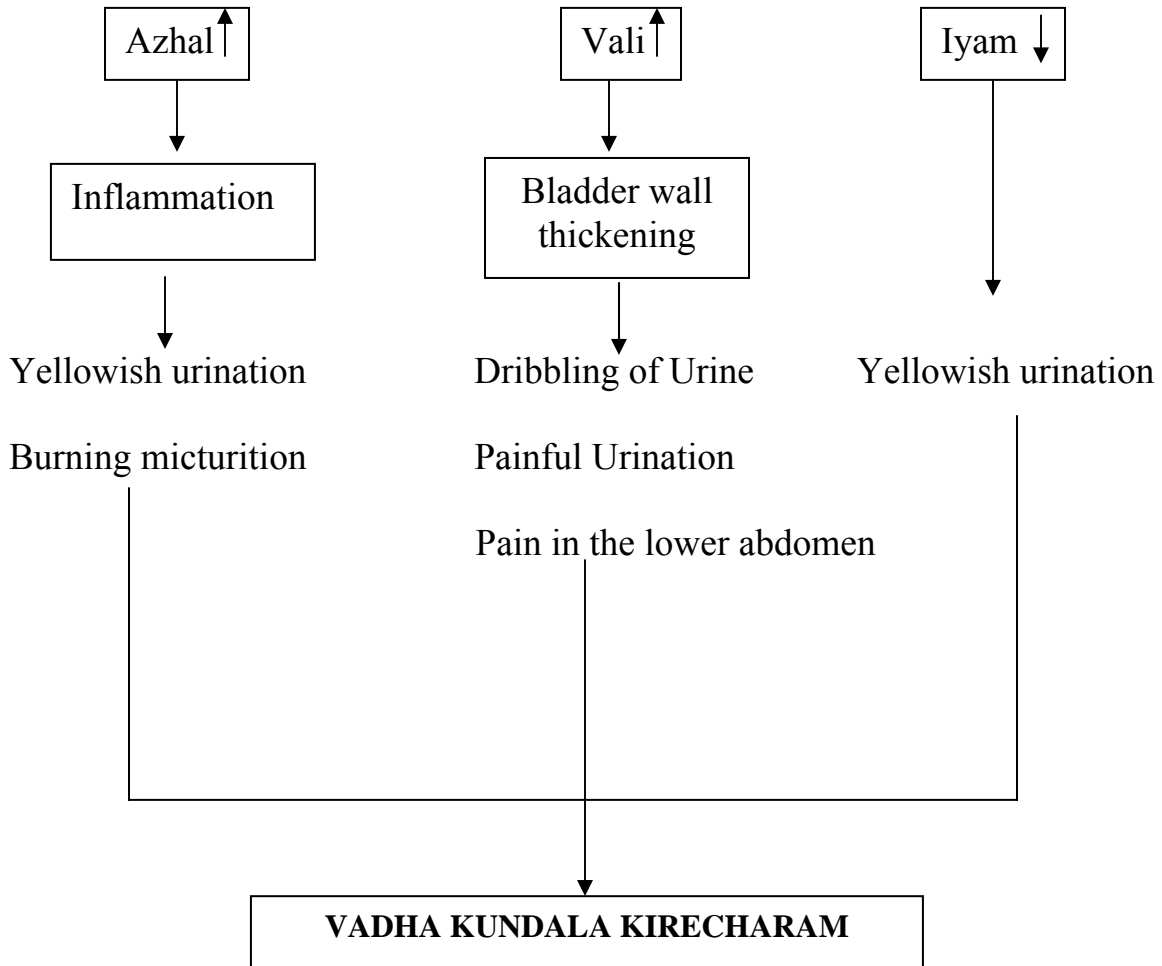 Azhal
Vali
Iyam
Inflammation
Bladder wall
thickening
Yellowish urination
Burning micturition
Dribbling of Urine
Painful Urination
Pain in the lower abdomen
Yellowish urination
VADHA KUNDALA KIRECHARAM